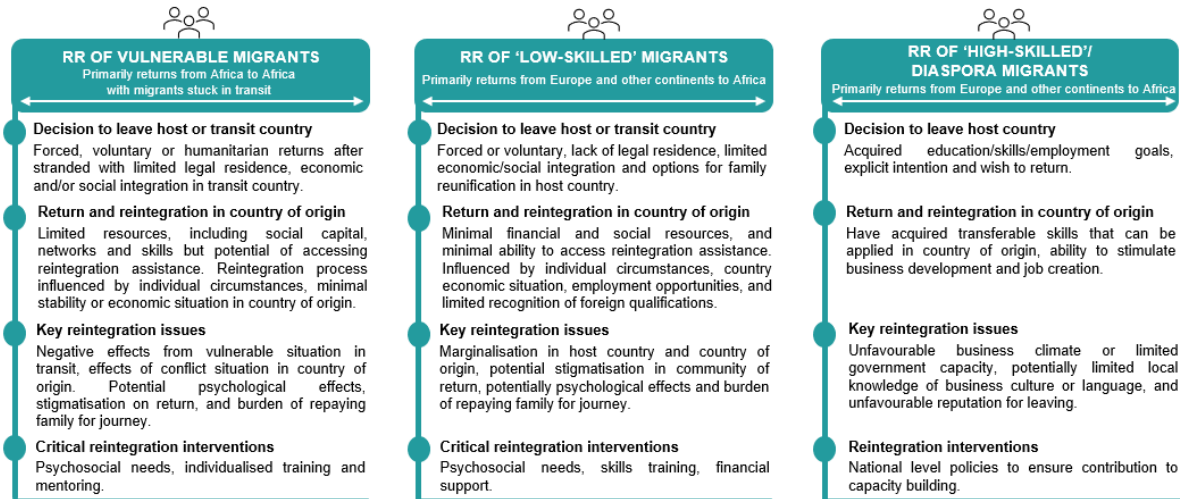 RR OF VULNERABLE MIGRANTS
Primarily returns from Africa to Africa
with migrants stuck in transit
Decision to leave host or transit country
Forced, voluntary or humanitarian returns after
stranded with limited legal residence, economic
and/or social integration in transit country.
Return and reintegration in country of origin
Limited resources, including social capital,
networks and skills but potential of accessing
reintegration assistance. Reintegration process
influenced by individual circumstances, minimal
stability or economic situation in country of origin.
Key reintegration issues
Negative effects from vulnerable situation in
transit, effects of conflict situation in country of
origin. Potential psychological effects,
stigmatisation on return, and burden of repaying
family for journey.
Critical reintegration interventions
Psychosocial needs, individualised training and
mentoring.
RR OF ‘LOW-SKILLED’ MIGRANTS
Primarily returns from Europe and other continents to Africa
Decision to leave host or transit country
Forced or voluntary, lack of legal residence, limited
economic/social integration and options for family
reunification in host country.
Return and reintegration in country of origin
Minimal financial and social resources, and
minimal ability to access reintegration assistance.
Influenced by individual circumstances, country
economic situation, employment opportunities, and
limited recognition of foreign qualifications.
Key reintegration issues
Marginalisation in host country and country of
origin, potential stigmatisation in community of
return, potentially psychological effects and burden
of repaying family for journey.
Critical reintegration interventions
Psychosocial needs, skills training, financial
support.
RR OF ‘HIGH-SKILLED’/
DIASPORA MIGRANTS
Primarily returns from Europe and other continents to Africa
Decision to leave host country
Acquired education/skills/employment goals,
explicit intention and wish to return.
Return and reintegration in country of origin
Have acquired transferable skills that can be
applied in country of origin, ability to stimulate
business development and job creation.
Key reintegration issues
Unfavourable business climate or limited
government capacity, potentially limited local
knowledge of business culture or language, and
unfavourable reputation for leaving.
Reintegration interventions
National level policies to ensure contribution to
capacity building.